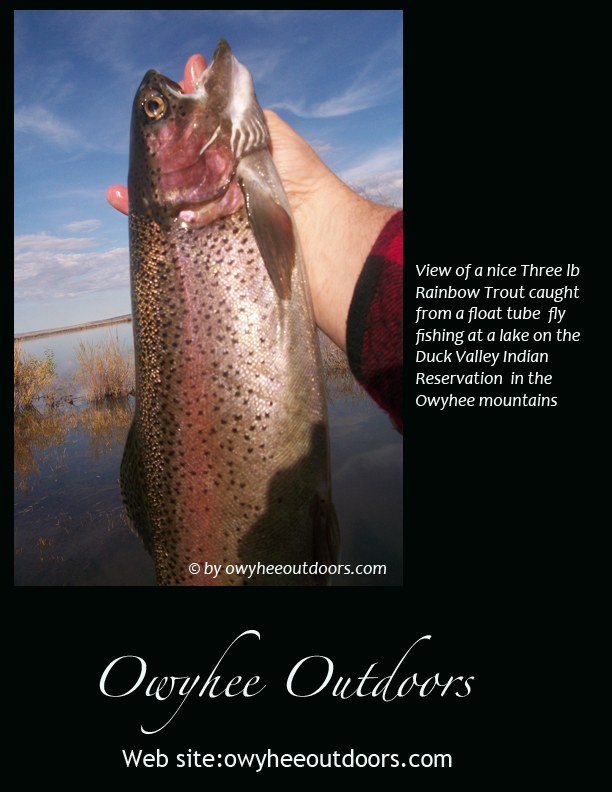 View of a nice Three lb
Rainbow Trout caught
from a float tube  fly
fishing at a lake on the
Duck Valley Indian
Reservation  in the
Owyhee mountains
© by owyheeoutdoors.com
Owyhee Outdoors
Web site:owyheeoutdoors.com